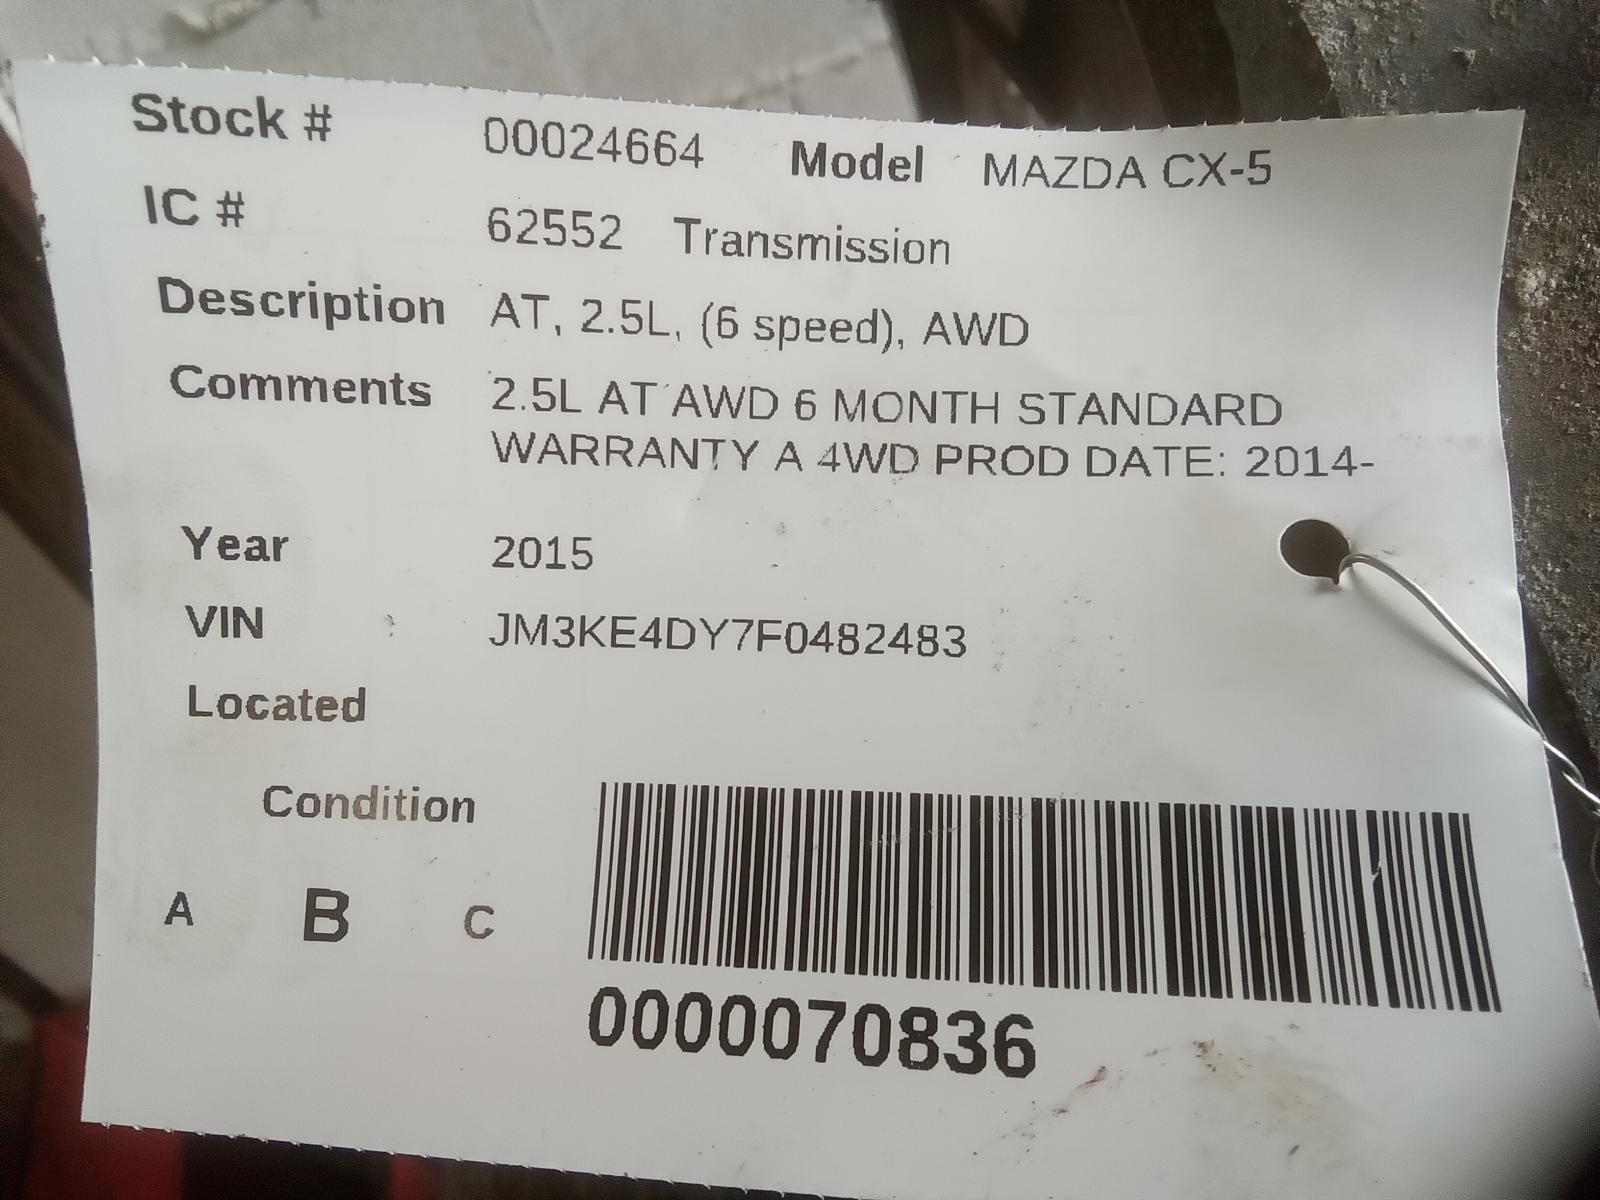 Stock # 00024664 Model MAZDA CX-5
IC # 62552 Transmission
Description AT, 2.5L, (6 speed), AWD
Comments 2.5L AT AWD 6 MONTH STANDARD
WARRANTY A 4WD PROD DATE: 2014-
Year 2015
VIN JM3KE4DY7F0482483
Located
Condition
A B C
0000070836